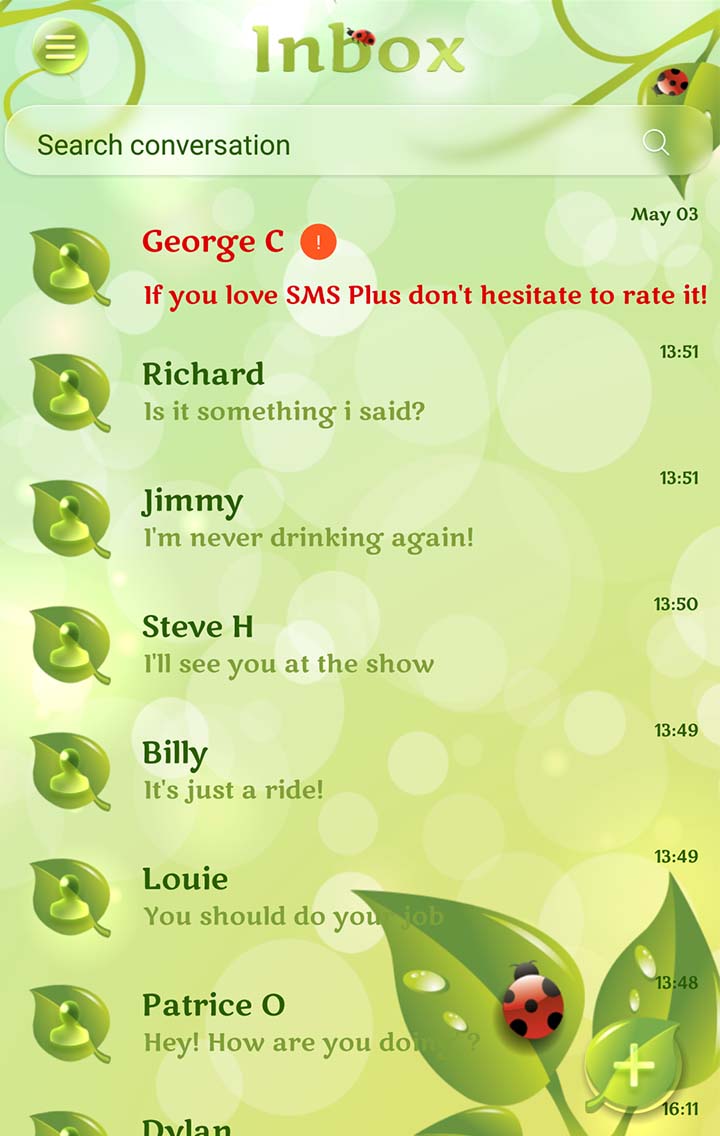 Inbox
Search conversation
May 03
George C !
If you love SMS Plus don't hesitate to rate it!
13:51
Richard
Is it something i said?
13:51
Jimmy
I'm never drinking again!
13:50
Steve H
I'll see you at the show
13:49
Billy
It's just a ride!
13:49
Louie
You should do your job
13:48
Patrice O
Hey! How are you doing?
16:11
Dylan